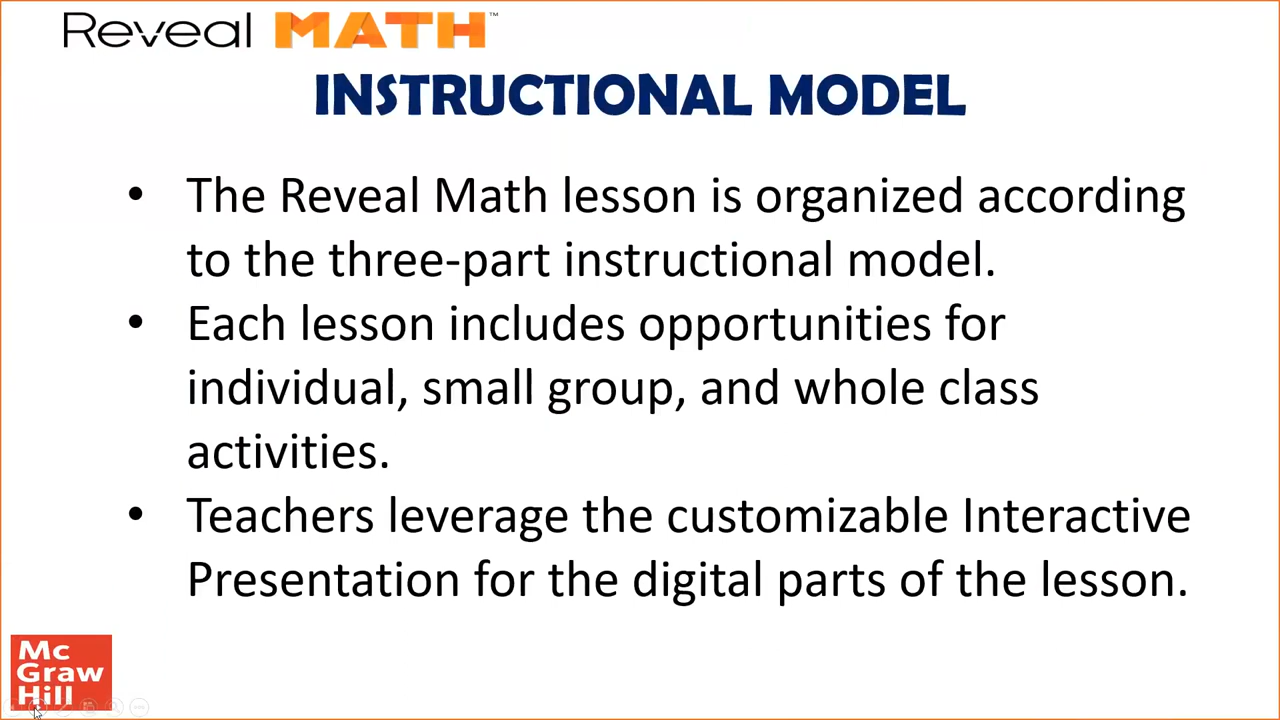 Reveal MATH™
INSTRUCTIONAL MODEL
• The Reveal Math lesson is organized according
to the three-part instructional model.
• Each lesson includes opportunities for
individual, small group, and whole class
activities.
• Teachers leverage the customizable Interactive
Presentation for the digital parts of the lesson.
Mc
Graw
Hill